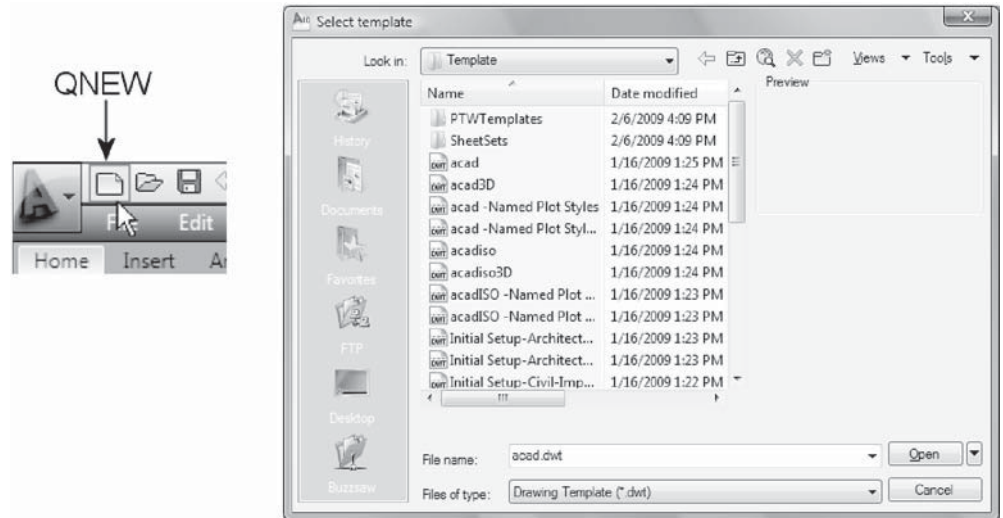 QNEW
Edit
Home Insert
Select template
Look in: Template Views Tools
Name Date modified Preview
PTWTemplates 2/6/2009 4:09 PM
SheetSets 2/6/2009 4:09 PM
acad 1/16/2009 1:25 PM
acad3D 1/16/2009 1:24 PM
acad -Named Plot Styles 1/16/2009 1:24 PM
acad -Named Plot Styl... 1/16/2009 1:24 PM
acadiso 1/16/2009 1:24 PM
acadiso3D 1/16/2009 1:24 PM
acadISO -Named Plot ... 1/16/2009 1:23 PM
acadISO -Named Plot ... 1/16/2009 1:23 PM
Initial Setup-Architect... 1/16/2009 1:23 PM
Initial Setup-Architect... 1/16/2009 1:23 PM
Initial Setup-Civil-Imp... 1/16/2009 1:22 PM
History
Documents
Favorites
FTP
Desktop
Buzzsaw
File name: acad.dwt Open
Files of type: Drawing Template (*.dwt) Cancel